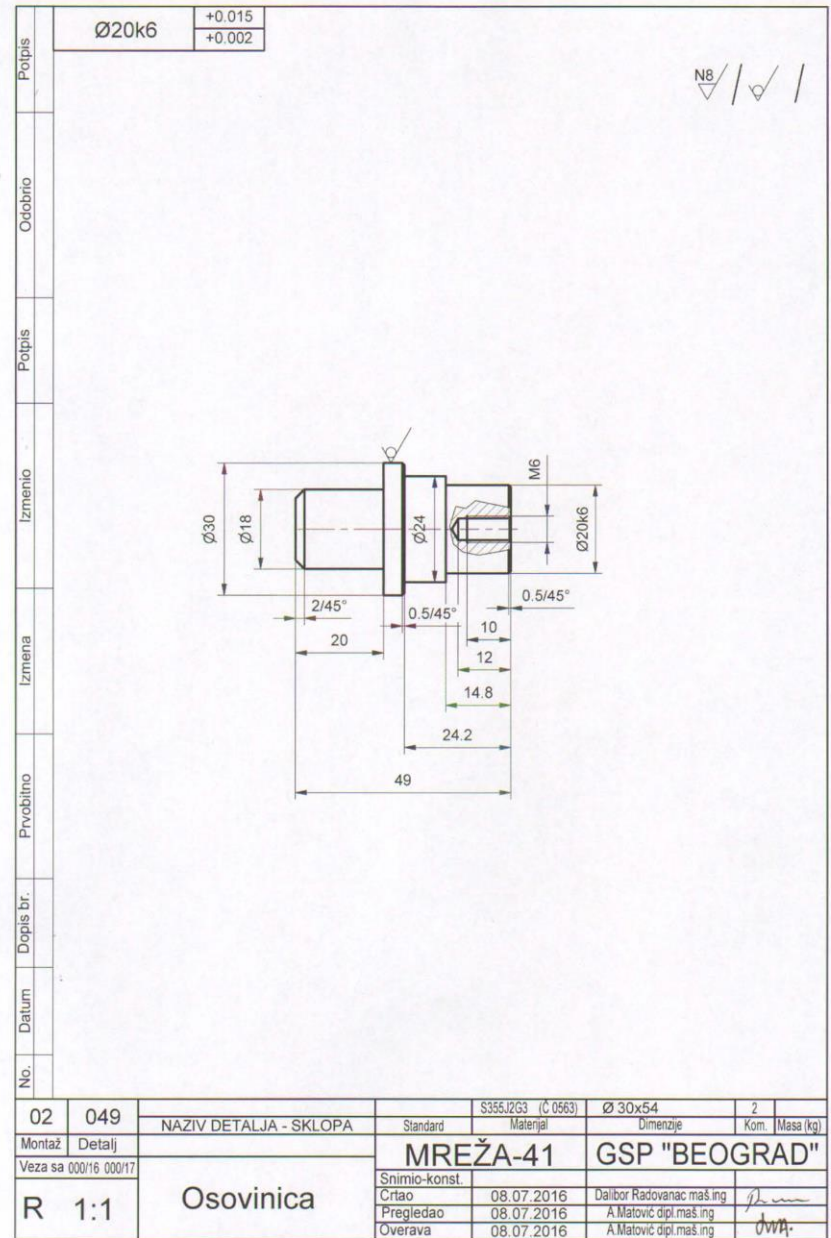 Ø20k6
+0.015
+0.002
N8
Potpis
Odobrio
Potpis
Izmenio
Izmena
Prvobitno
Dopis br.
Datum
No.
M6
Ø30
Ø18
Ø24
Ø20k6
2/45°
0.5/45°
0.5/45°
20
10
12
14.8
24.2
49
02 049
Montaž Detalj
Veza sa 000/16 000/17
R 1:1
NAZIV DETALJA - SKLOPA
Osovinica
S355J2G3 (Č 0563) Ø 30x54 2
Standard Materijal Dimenzije Kom. Masa (kg)
MREŽA-41 GSP "BEOGRAD"
Snimio-konst.
Crtao 08.07.2016 Dalibor Radovanac maš.ing
Pregledao 08.07.2016 A.Matović dipl.maš.ing
Overava 08.07.2016 A.Matović dipl.maš.ing